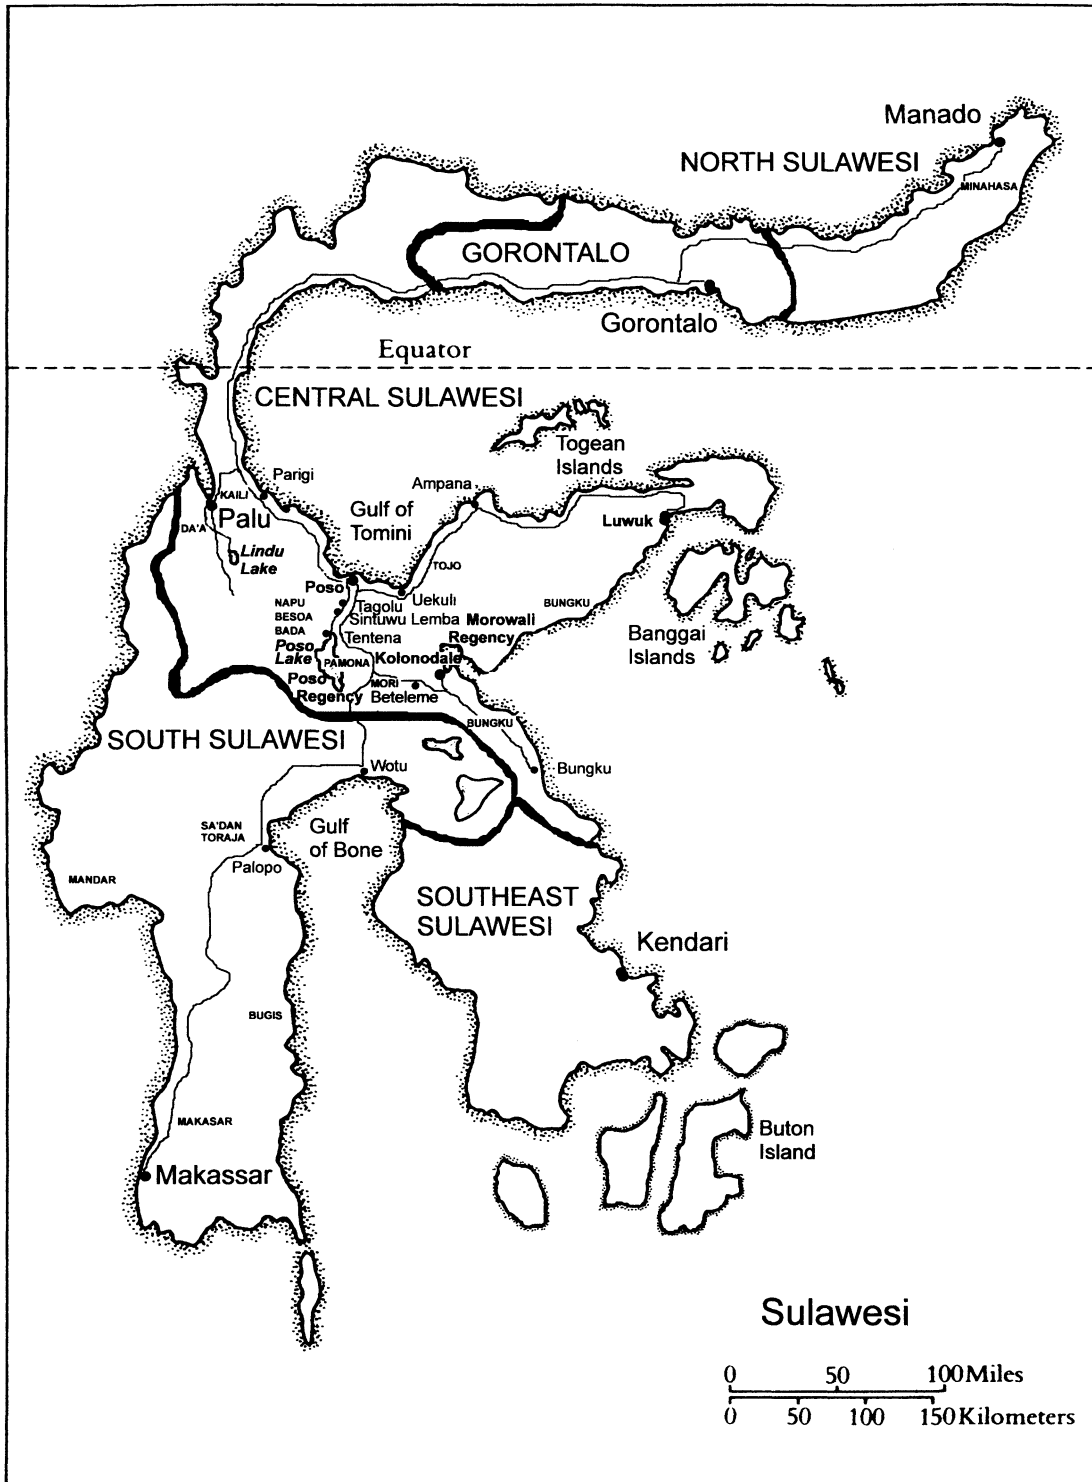 Manado
NORTH SULAWESI
MINAHASA
GORONTALO
Gorontalo
Equator
CENTRAL SULAWESI
Togean
Islands
Parigi
Ampana
KAILI
Palu
Gulf of
Tomini
Luwuk
DA'A
Lindu
Lake
TOJO
Poso
Uekuli
NAPU
Tagolu
BUNGKU
BESOA
Sintuwu Lemba
Morowali
Regency
BADA
Tentena
Banggai
Islands
Poso
Lake
PAMONA
Kolonodale
Poso
Regency
MORI
Beteleme
BUNGKU
SOUTH SULAWESI
Wotu
Bungku
SA'DAN
TORAJA
Gulf
of Bone
Palopo
MANDAR
SOUTHEAST
SULAWESI
Kendari
BUGIS
MAKASAR
Buton
Island
Makassar
Sulawesi
0 50 100 Miles
0 50 100 150 Kilometers